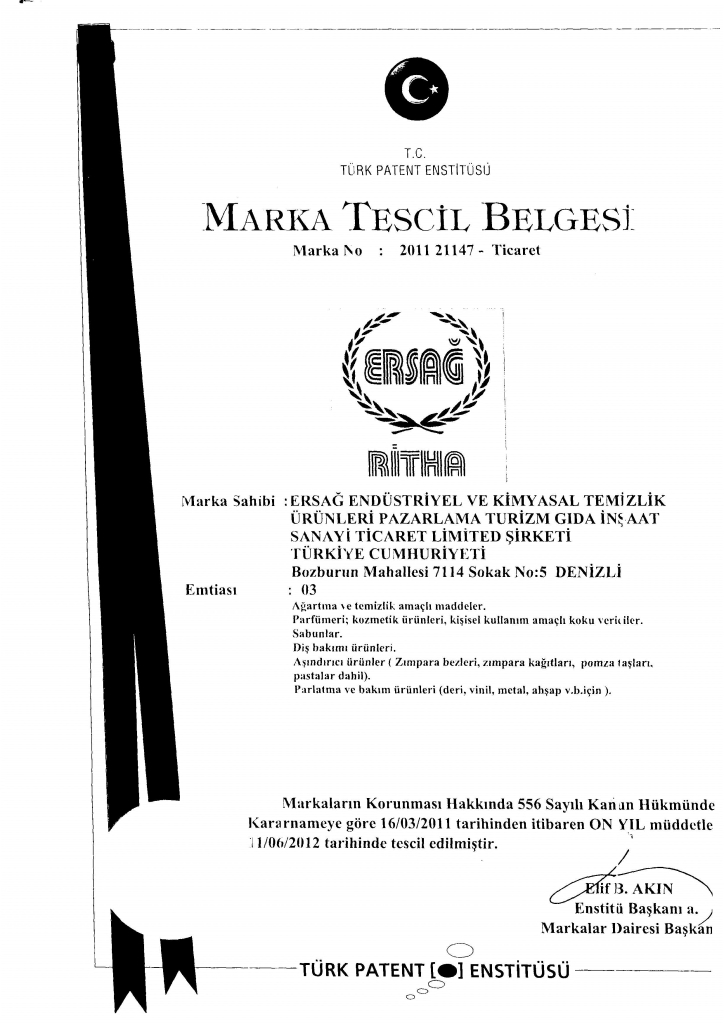 T.C.
TÜRK PATENT ENSTİTÜSÜ
MARKA TESCİL BELGESİ
Marka No : 2011 21147 - Ticaret
ERSAĞ
RİTHA
Marka Sahibi : ERSAĞ ENDÜSTRİYEL VE KİMYASAL TEMİZLİK
ÜRÜNLERİ PAZARLAMA TURİZM GIDA İNŞAAT
SANAYİ TİCARET LİMİTED ŞİRKETİ
TÜRKİYE CUMHURİYETİ
Bozburun Mahallesi 7114 Sokak No:5 DENİZLİ
Emtiası : 03
Ağartma ve temizlik amaçlı maddeler.
Parfümeri; kozmetik ürünleri, kişisel kullanım amaçlı koku vericiler.
Sabunlar.
Diş bakımı ürünleri.
Aşındırıcı ürünler ( Zımpara bezleri, zımpara kağıtları, pomza taşları,
pastalar dahil).
Parlatma ve bakım ürünleri (deri, vinil, metal, ahşap v.b.için ).
Markaların Korunması Hakkında 556 Sayılı Kanun Hükmünde
Kararnameye göre 16/03/2011 tarihinden itibaren ON YIL müddetle
11/06/2012 tarihinde tescil edilmiştir.
Elif B. AKIN
Enstitü Başkanı a.
Markalar Dairesi Başkan
TÜRK PATENT [ ] ENSTİTÜSÜ